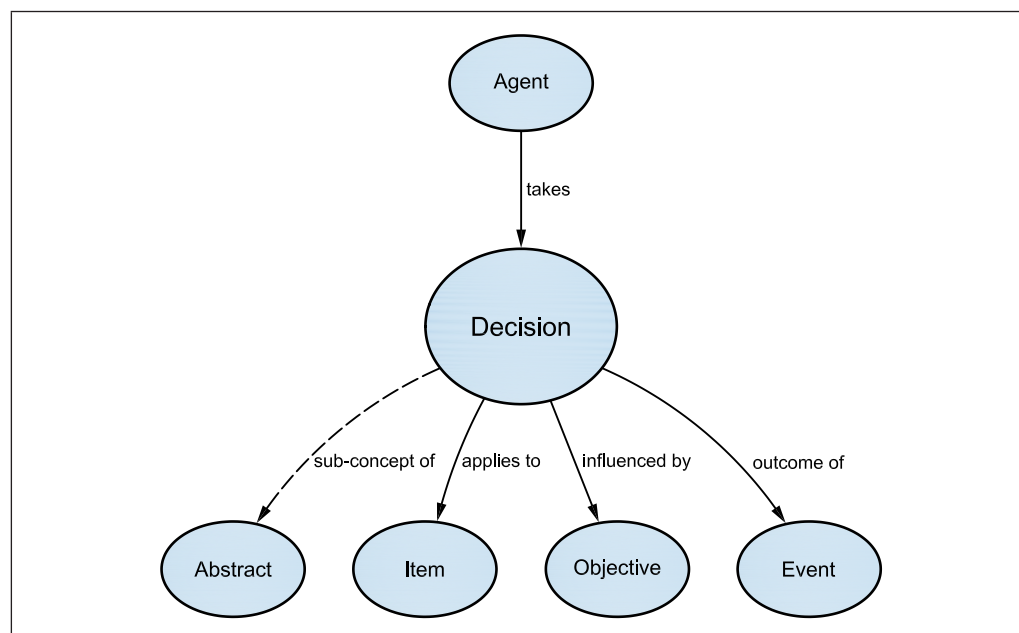 Agent
takes
Decision
sub-concept of
applies to
influenced by
outcome of
Abstract
Item
Objective
Event